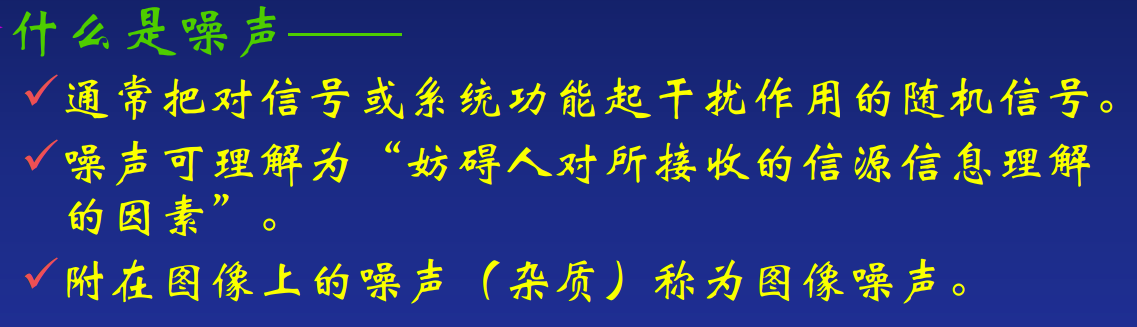 什么是噪声——
✓通常把对信号或系统功能起干扰作用的随机信号。
✓噪声可理解为“妨碍人对所接收的信源信息理解
的因素”。
✓附在图像上的噪声（杂质）称为图像噪声。